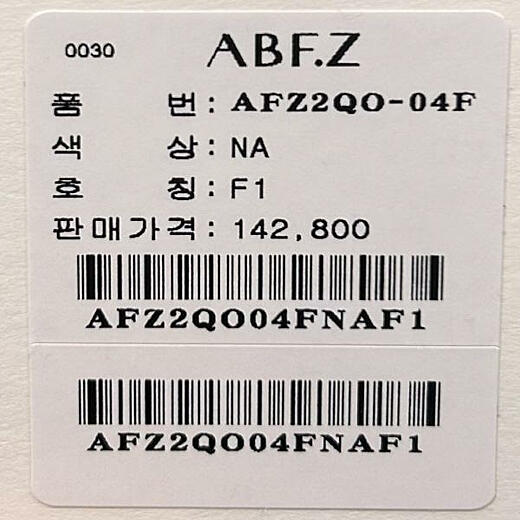 0030 ABF.Z
품 번 : AFZ2QO-04F
색 상 : NA
호 칭 : F1
판매가격 : 142,800
AFZ2QO04FNAF1
AFZ2QO04FNAF1